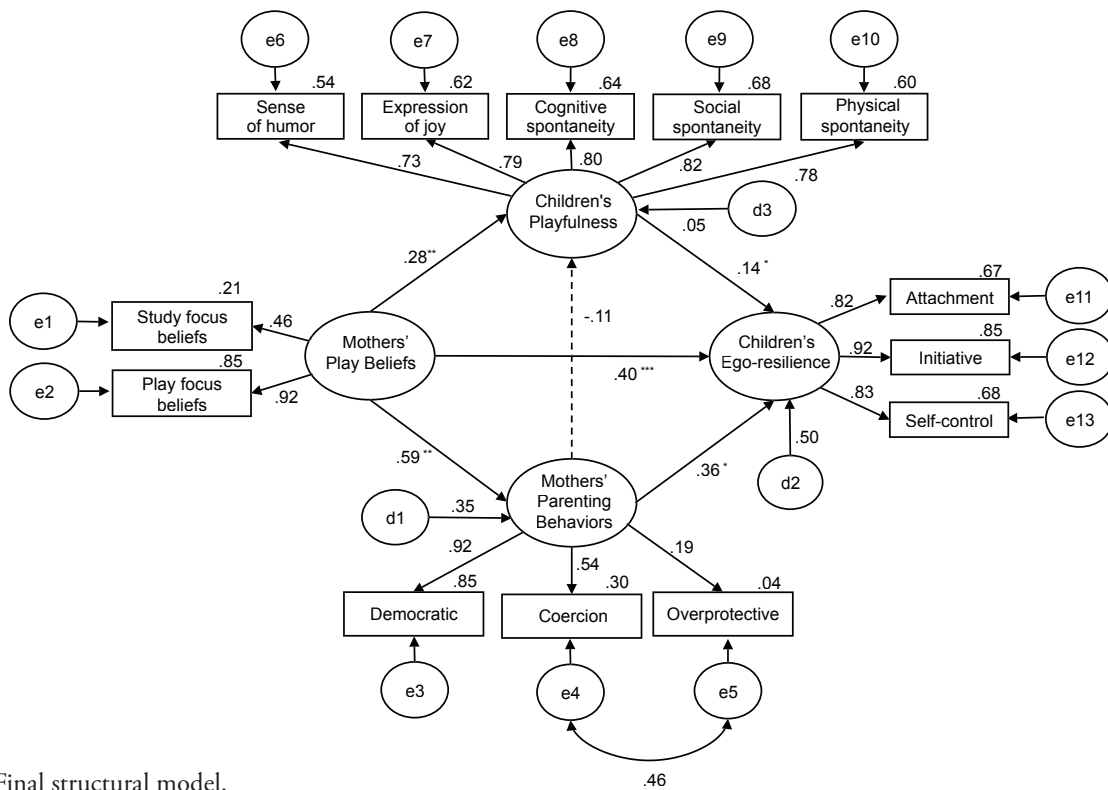 e6
e7
e8
e9
e10
.54
.62
.64
.68
.60
Sense
of humor
Expression
of joy
Cognitive
spontaneity
Social
spontaneity
Physical
spontaneity
.73
.79
.80
.82
.78
Children's
Playfulness
d3
.05
.28**
.14 *
-.11
e1
e2
.21
Study focus
beliefs
.46
.85
Play focus
beliefs
.92
Mothers'
Play Beliefs
.40 ***
Children's
Ego-resilience
.82
.92
.83
.67
Attachment
.85
Initiative
.68
Self-control
e11
e12
e13
.50
d2
.59 **
.36 *
Mothers'
Parenting
Behaviors
d1
.35
.92
.54
.19
.85
.30
.04
Democratic
Coercion
Overprotective
e3
e4
e5
.46
Final structural model.